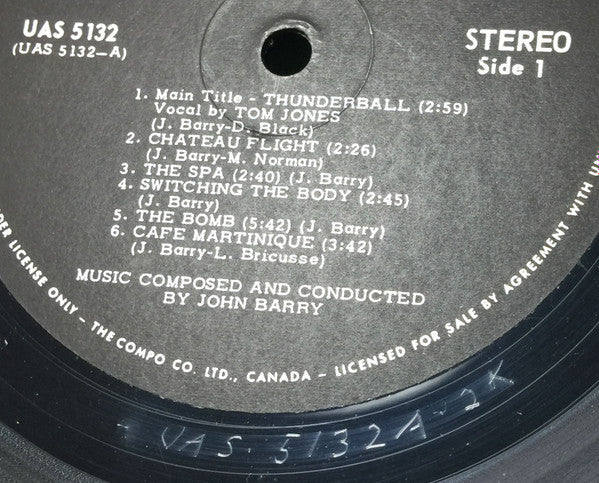 UAS 5132
(UAS 5132-A)
STEREO
Side 1
1. Main Title - THUNDERBALL (2:59)
Vocal by TOM JONES
(J. Barry-D. Black)
2. CHATEAU FLIGHT (2:26)
(J. Barry-M. Norman)
3. THE SPA (2:40) (J. Barry)
4. SWITCHING THE BODY (2:45)
(J. Barry)
5. THE BOMB (5:42) (J. Barry)
6. CAFE MARTINIQUE (3:42)
(J. Barry-L. Bricusse)
MUSIC COMPOSED AND CONDUCTED
BY JOHN BARRY
LICENSE ONLY - THE COMPO CO. LTD., CANADA - LICENSED FOR SALE BY AGREEMENT WITH
UAS 5132A-2K